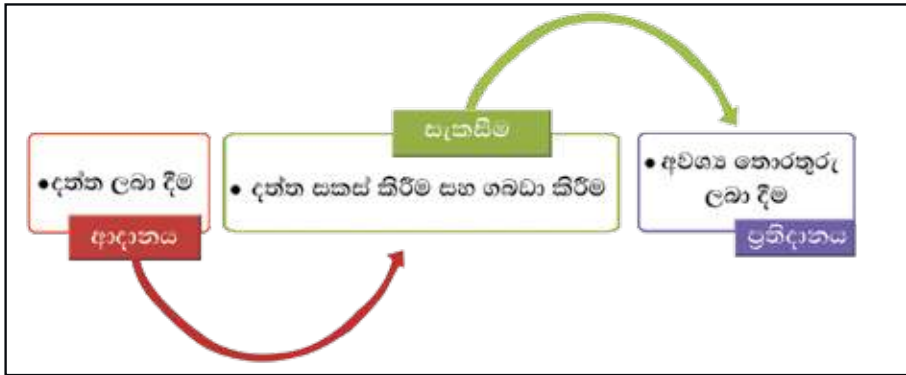 • දත්ත ලබා දීම
ආදානය
සැකසීම
• දත්ත සකස් කිරීම සහ ගබඩා කිරීම
• අවශ්‍ය තොරතුරු
ලබා දීම
ප්‍රතිදානය